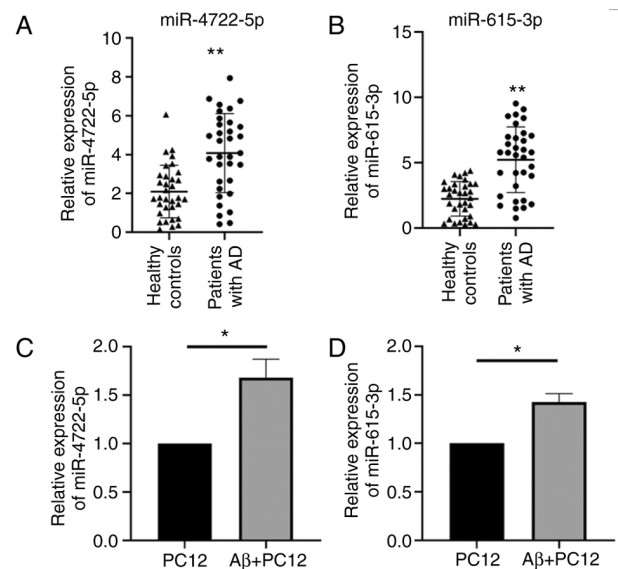 A
miR-4722-5p
Relative expression
of miR-4722-5p
10
8
6
4
2
0
**
Healthy
controls
Patients
with AD
B
miR-615-3p
Relative expression
of miR-615-3p
15
10
5
0
**
Healthy
controls
Patients
with AD
C
Relative expression
of miR-4722-5p
2.0
1.5
1.0
0.5
0.0
*
PC12
Aβ+PC12
D
Relative expression
of miR-615-3p
2.0
1.5
1.0
0.5
0.0
*
PC12
Aβ+PC12